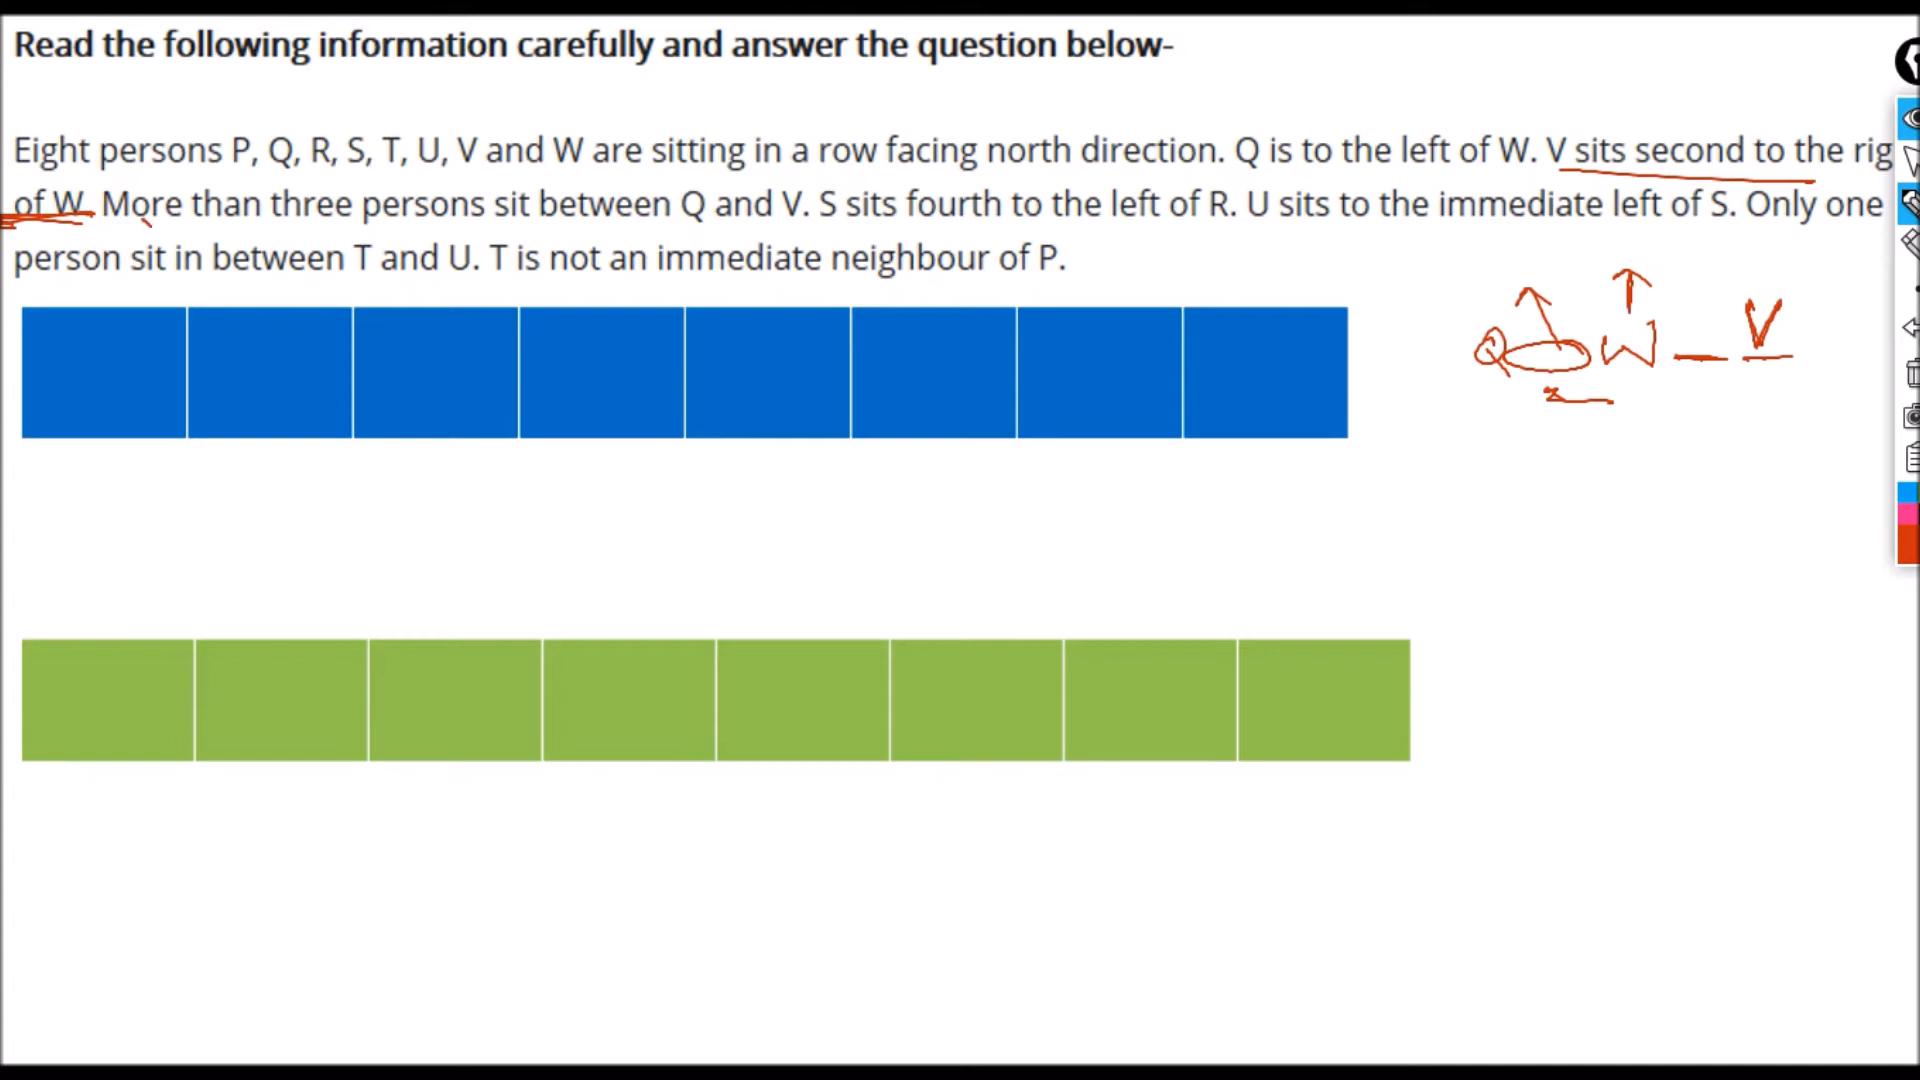 Read the following information carefully and answer the question below-
Eight persons P, Q, R, S, T, U, V and W are sitting in a row facing north direction. Q is to the left of W. V sits second to the rig
of W. More than three persons sit between Q and V. S sits fourth to the left of R. U sits to the immediate left of S. Only one
person sit in between T and U. T is not an immediate neighbour of P.
Q W V